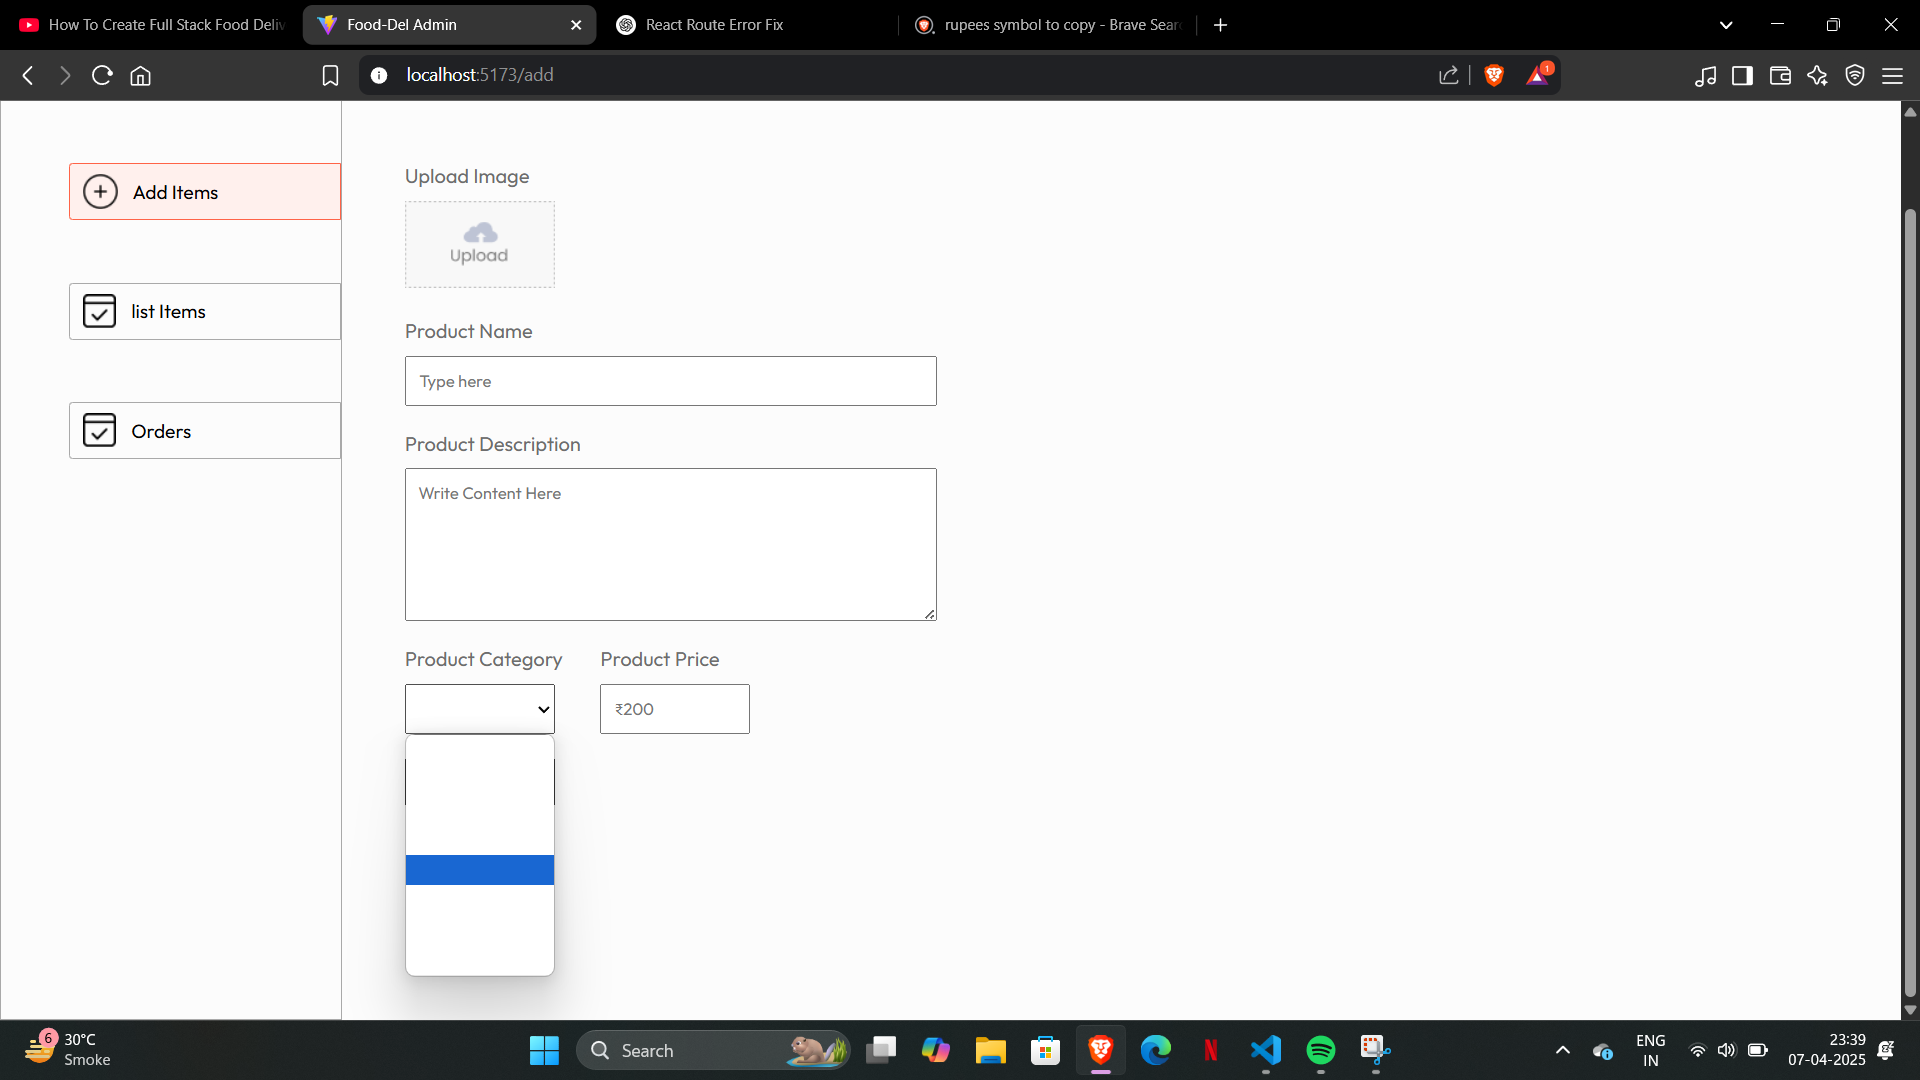 How To Create Full Stack Food Deliv
Food-Del Admin
React Route Error Fix
rupees symbol to copy - Brave Sear
localhost:5173/add
1
Add Items
list Items
Orders
Upload Image
Upload
Product Name
Type here
Product Description
Write Content Here
Product Category
Product Price
₹200
6
30°C
Smoke
Search
ENG
IN
23:39
07-04-2025